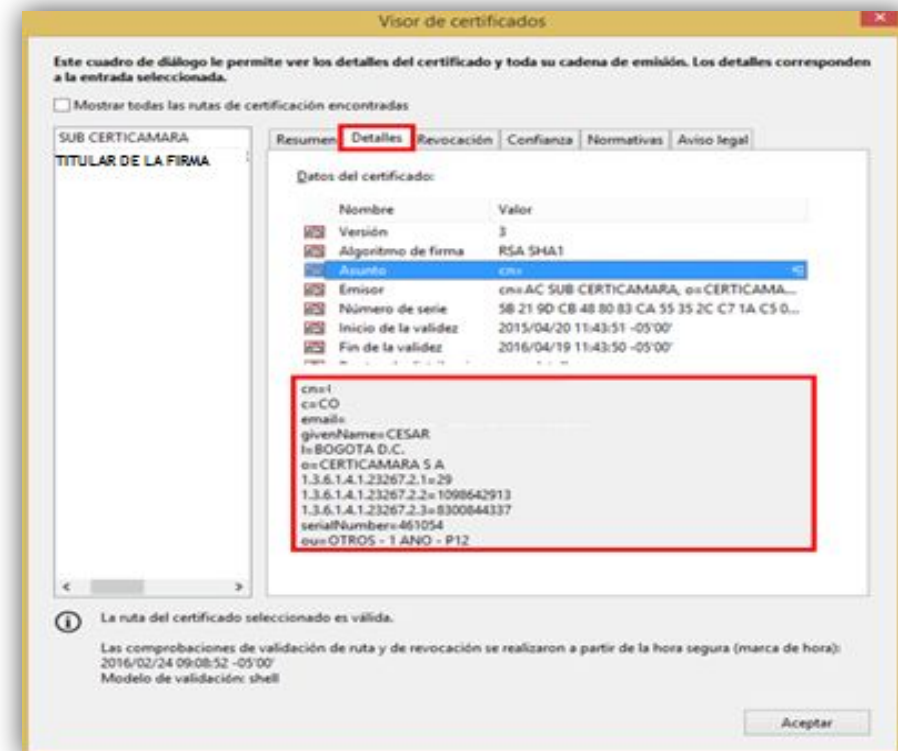 Visor de certificados
Este cuadro de diálogo le permite ver los detalles del certificado y toda su cadena de emisión. Los detalles corresponden
a la entrada seleccionada.
Mostrar todas las rutas de certificación encontradas
SUB CERTICAMARA
TITULAR DE LA FIRMA
Resumen Detalles Revocación Confianza Normativas Aviso legal
Datos del certificado:
Nombre Valor
Versión 3
Algoritmo de firma RSA SHA1
Asunto cn=
Emisor cn=AC SUB CERTICAMARA, o=CERTICAMA...
Número de serie 5B 21 9D CB 48 80 83 CA 55 35 2C C7 1A C5 0...
Inicio de la validez 2015/04/20 11:43:51 -05'00'
Fin de la validez 2016/04/19 11:43:50 -05'00'
cn=
c=CO
email=
givenName=CESAR
l=BOGOTA D.C.
o=CERTICAMARA S A
1.3.6.1.4.1.23267.2.1=29
1.3.6.1.4.1.23267.2.2=1098642913
1.3.6.1.4.1.23267.2.3=8300844337
serialNumber=461054
ou=OTROS - 1 ANO - P12
La ruta del certificado seleccionado es válida.
Las comprobaciones de validación de ruta y de revocación se realizaron a partir de la hora segura (marca de hora):
2016/02/24 09:08:52 -05'00'
Modelo de validación: shell
Aceptar